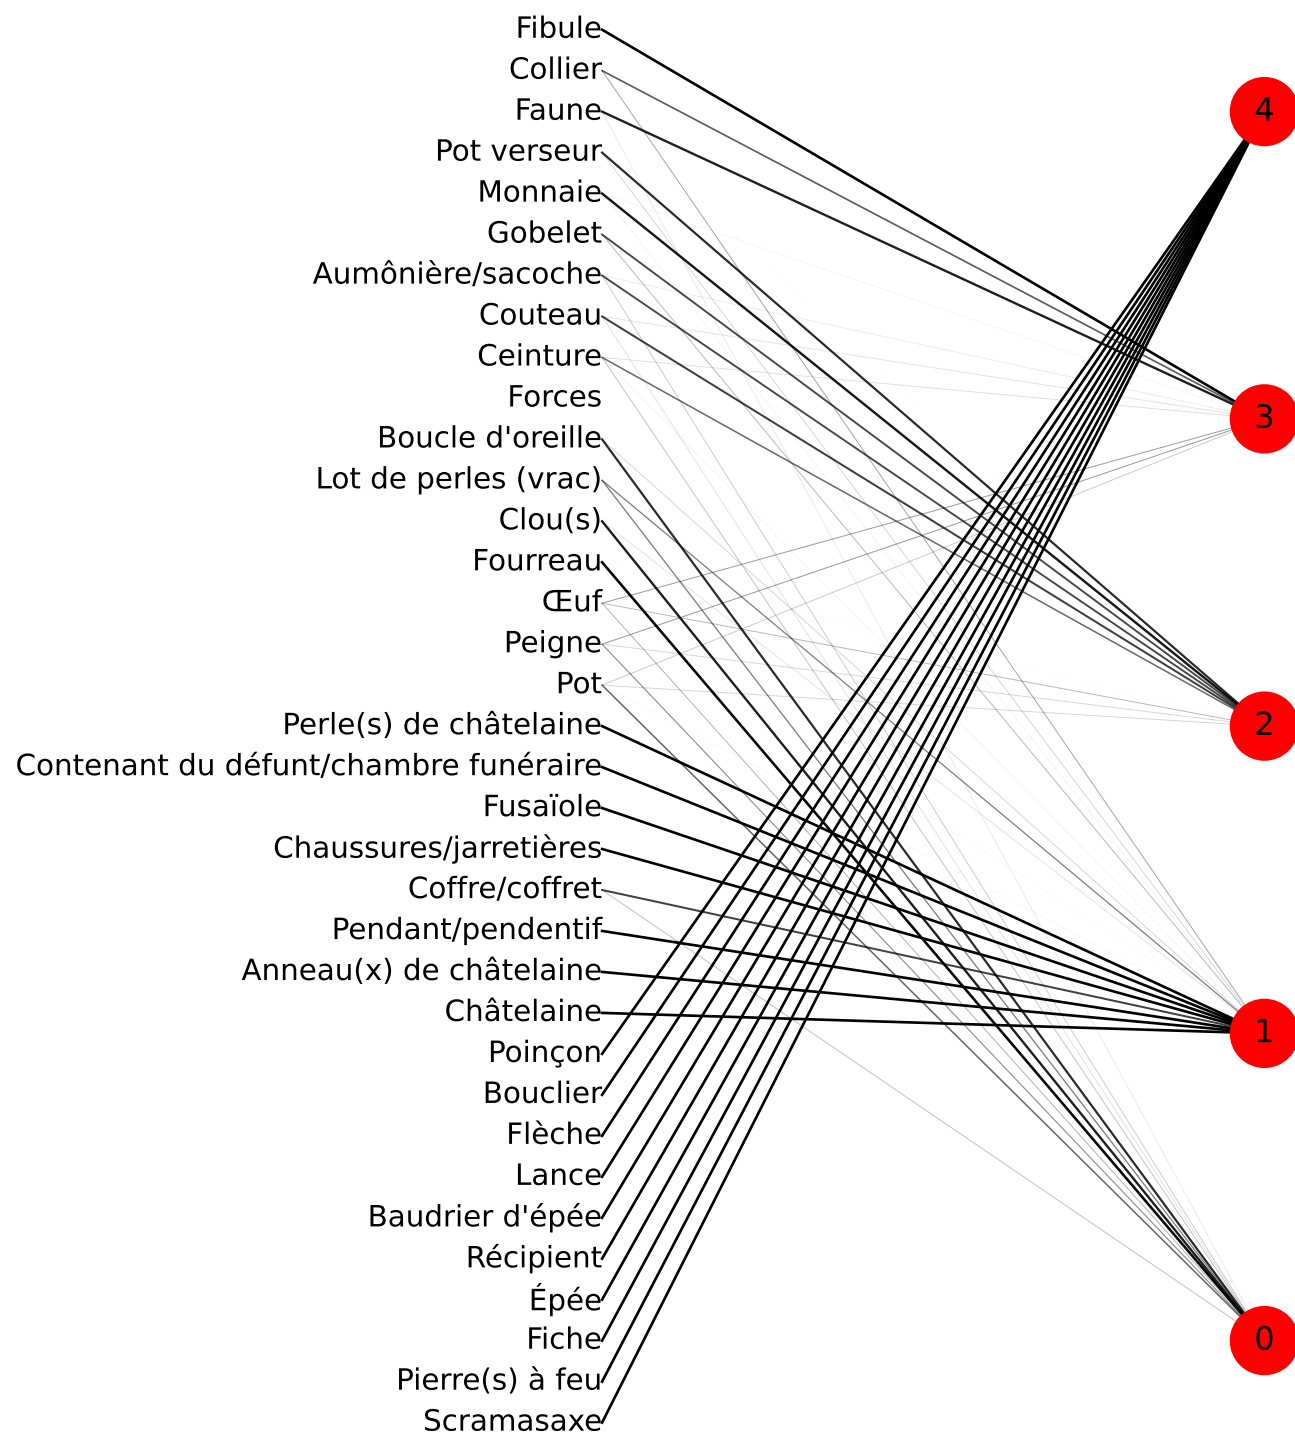 Fibule
Collier
Faune
Pot verseur
Monnaie
Gobelet
Aumônière/sacoche
Couteau
Ceinture
Forces
Boucle d'oreille
Lot de perles (vrac)
Clou(s)
Fourreau
Œuf
Peigne
Pot
Perle(s) de châtelaine
Contenant du défunt/chambre funéraire
Fusaïole
Chaussures/jarretières
Coffre/coffret
Pendant/pendentif
Anneau(x) de châtelaine
Châtelaine
Poinçon
Bouclier
Flèche
Lance
Baudrier d'épée
Récipient
Épée
Fiche
Pierre(s) à feu
Scramasaxe
4
3
2
1
0